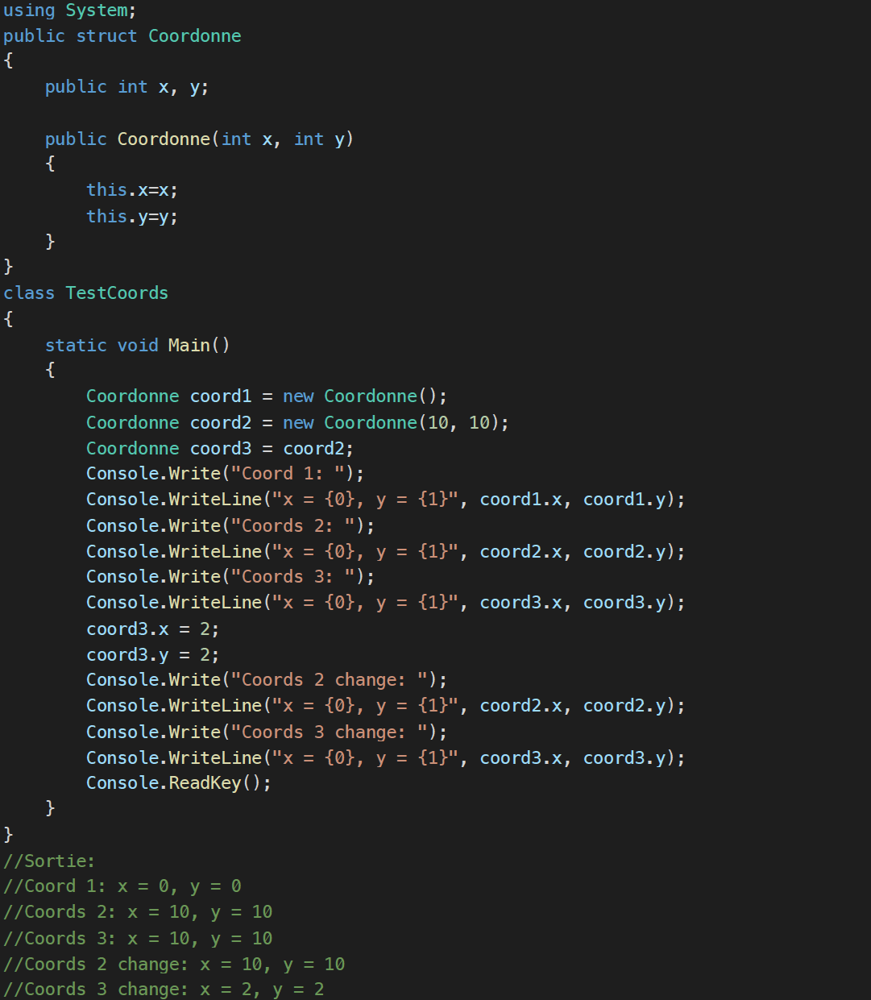 using System;
public struct Coordonne
{
    public int x, y;

    public Coordonne(int x, int y)
    {
        this.x=x;
        this.y=y;
    }
}
class TestCoords
{
    static void Main()
    {
        Coordonne coord1 = new Coordonne();
        Coordonne coord2 = new Coordonne(10, 10);
        Coordonne coord3 = coord2;
        Console.Write("Coord 1: ");
        Console.WriteLine("x = {0}, y = {1}", coord1.x, coord1.y);
        Console.Write("Coords 2: ");
        Console.WriteLine("x = {0}, y = {1}", coord2.x, coord2.y);
        Console.Write("Coords 3: ");
        Console.WriteLine("x = {0}, y = {1}", coord3.x, coord3.y);
        coord3.x = 2;
        coord3.y = 2;
        Console.Write("Coords 2 change: ");
        Console.WriteLine("x = {0}, y = {1}", coord2.x, coord2.y);
        Console.Write("Coords 3 change: ");
        Console.WriteLine("x = {0}, y = {1}", coord3.x, coord3.y);
        Console.ReadKey();
    }
}
//Sortie:
//Coord 1: x = 0, y = 0
//Coords 2: x = 10, y = 10
//Coords 3: x = 10, y = 10
//Coords 2 change: x = 10, y = 10
//Coords 3 change: x = 2, y = 2